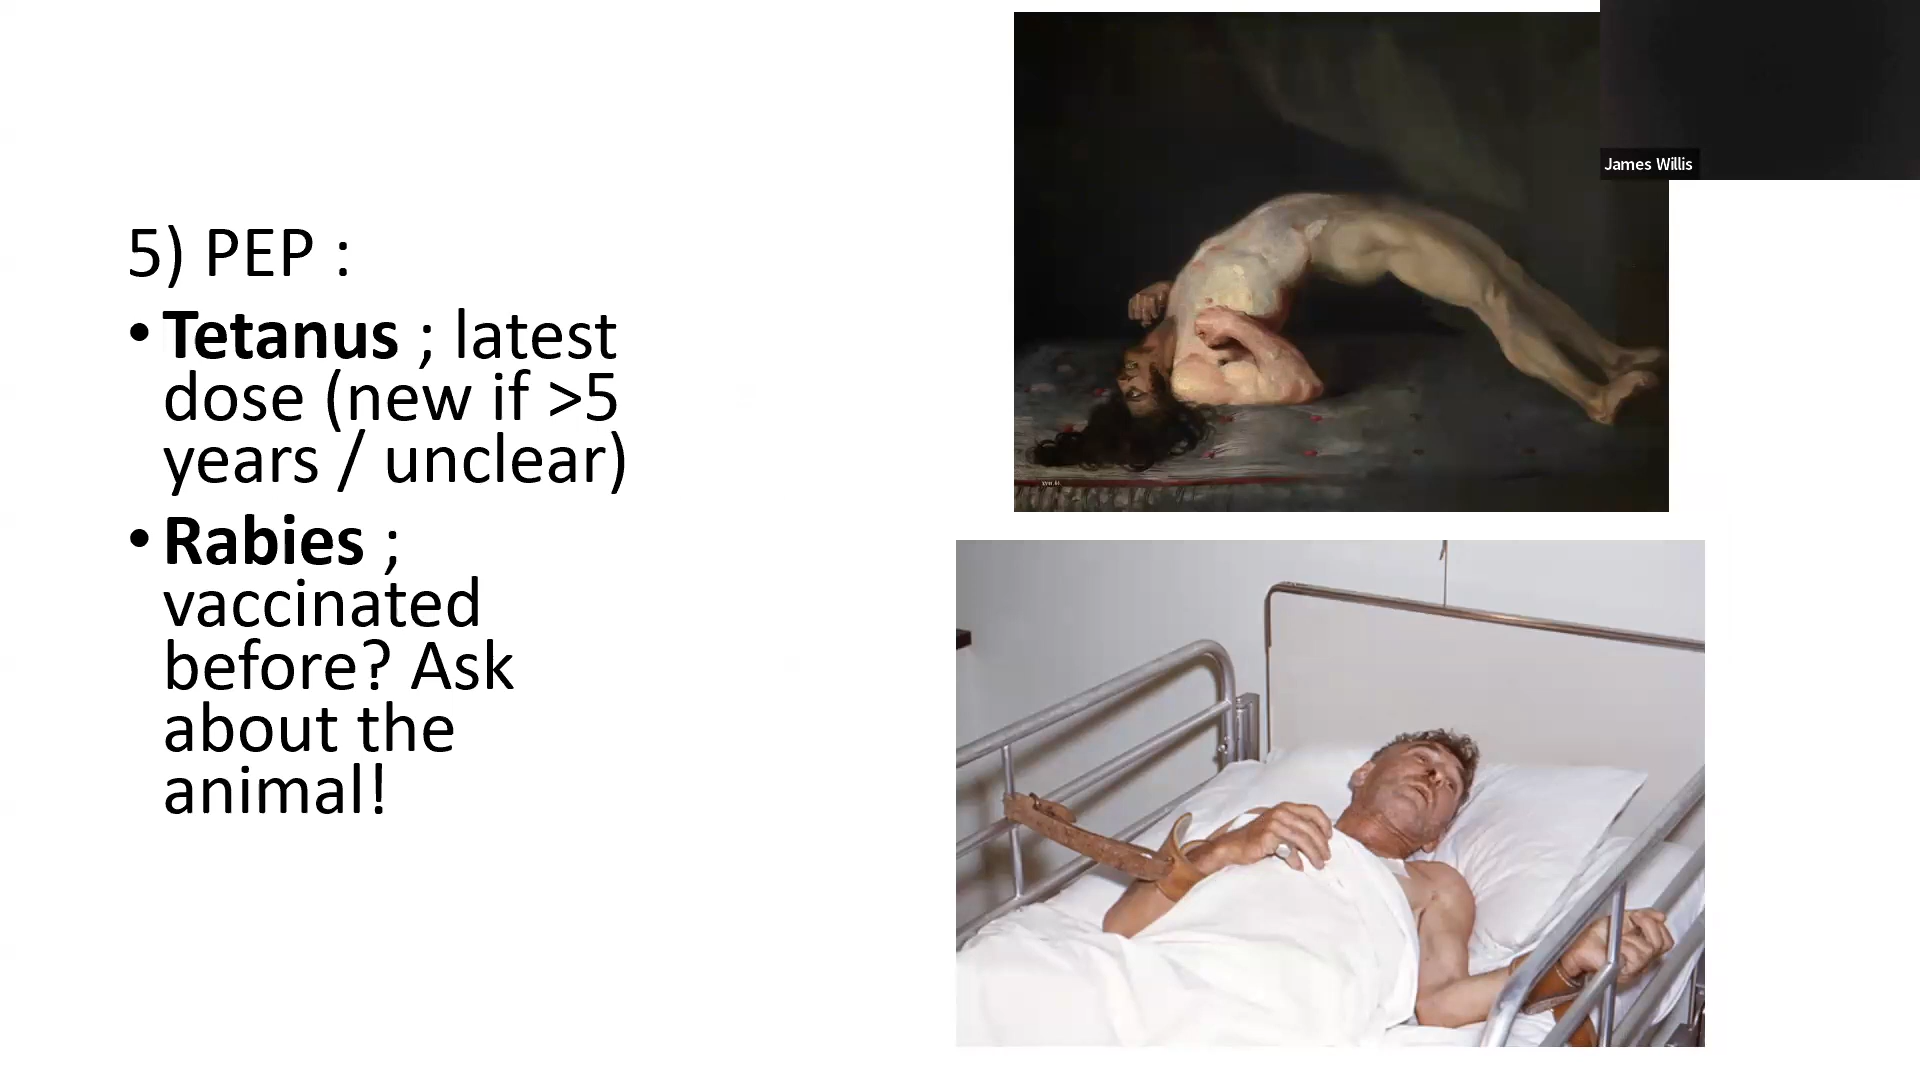 James Willis
5) PEP :
• Tetanus ; latest
dose (new if >5
years / unclear)
• Rabies ;
vaccinated
before? Ask
about the
animal!